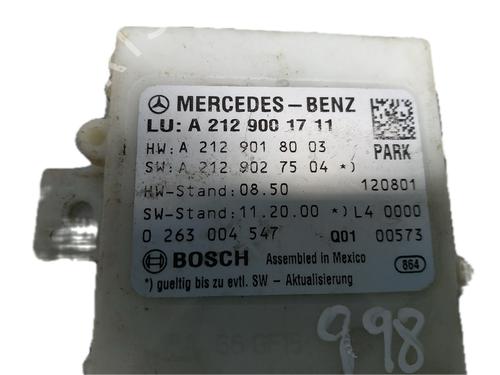 MERCEDES-BENZ
LU: A 212 900 17 11
HW: A 212 901 80 03
PARK
SW: A 212 902 75 04 *)
HW-Stand: 08.50
120801
SW-Stand: 11.20.00 *) L4 0000
0 263 004 547
Q01 00573
BOSCH Assembled in Mexico
*) gueltig bis zu evtl. SW - Aktualisierung
864
998